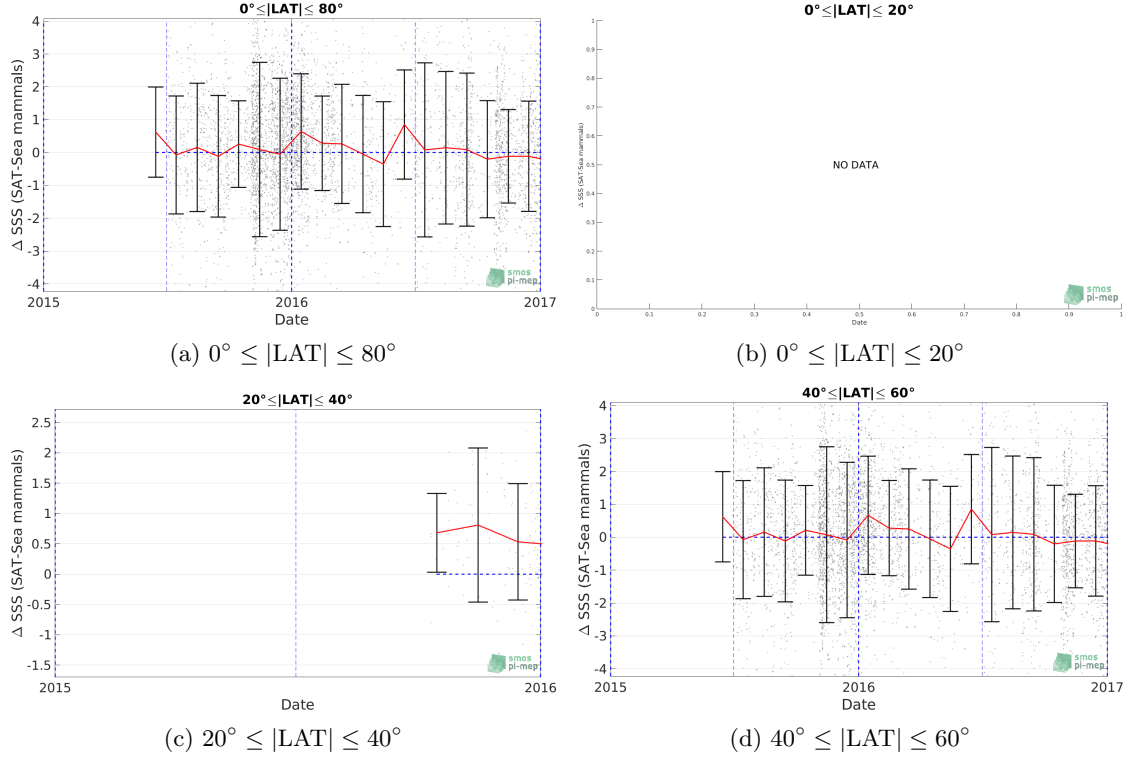 0°≤|LAT|≤ 80°
4
3
2
1
0
-1
-2
-3
-4
Δ SSS (SAT-Sea mammals)
2015
2016
2017
Date
smos
pi-mep
(a) 0° ≤ |LAT| ≤ 80°
0°≤|LAT|≤ 20°
1
0.9
0.8
0.7
0.6
0.5
0.4
0.3
0.2
0.1
0
Δ SSS (SAT-Sea mammals)
NO DATA
0
0.1
0.2
0.3
0.4
0.5
0.6
0.7
0.8
0.9
1
Date
smos
pi-mep
(b) 0° ≤ |LAT| ≤ 20°
20°≤|LAT|≤ 40°
2.5
2
1.5
1
0.5
0
-0.5
-1
-1.5
Δ SSS (SAT-Sea mammals)
2015
2016
Date
smos
pi-mep
(c) 20° ≤ |LAT| ≤ 40°
40°≤|LAT|≤ 60°
4
3
2
1
0
-1
-2
-3
-4
Δ SSS (SAT-Sea mammals)
2015
2016
2017
Date
smos
pi-mep
(d) 40° ≤ |LAT| ≤ 60°